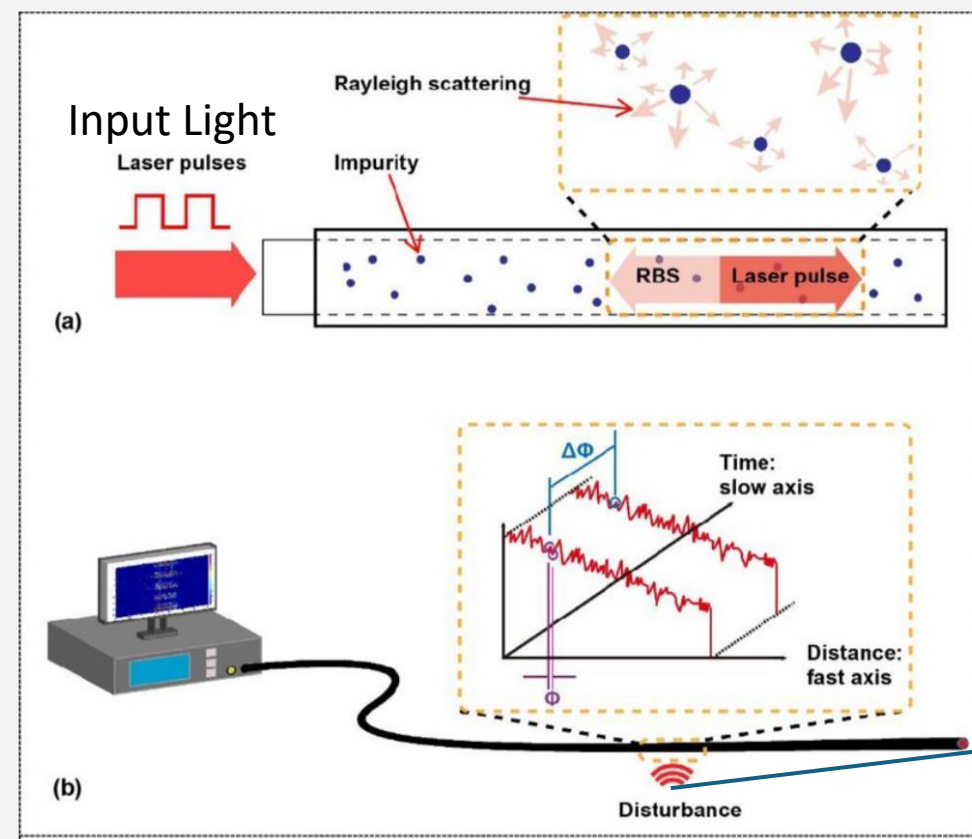 Rayleigh scattering
Input Light
Laser pulses
Impurity
RBS
Laser pulse
(a)
ΔΦ
Time:
slow axis
Distance:
fast axis
Φ
(b)
Disturbance